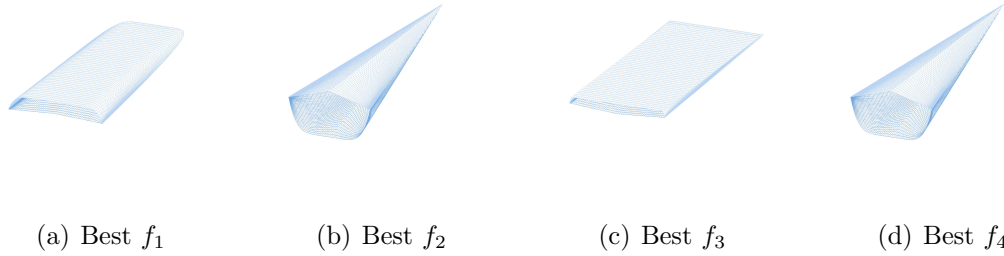 (a) Best f₁
(b) Best f₂
(c) Best f₃
(d) Best f₄